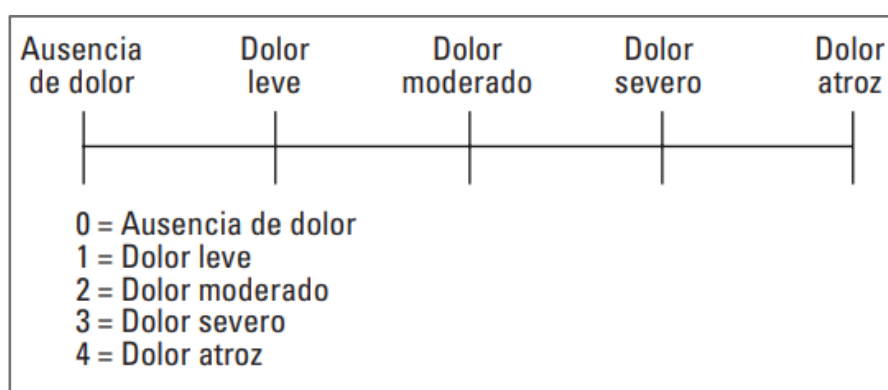 Ausencia de dolor
Dolor leve
Dolor moderado
Dolor severo
Dolor atroz
0 = Ausencia de dolor
1 = Dolor leve
2 = Dolor moderado
3 = Dolor severo
4 = Dolor atroz